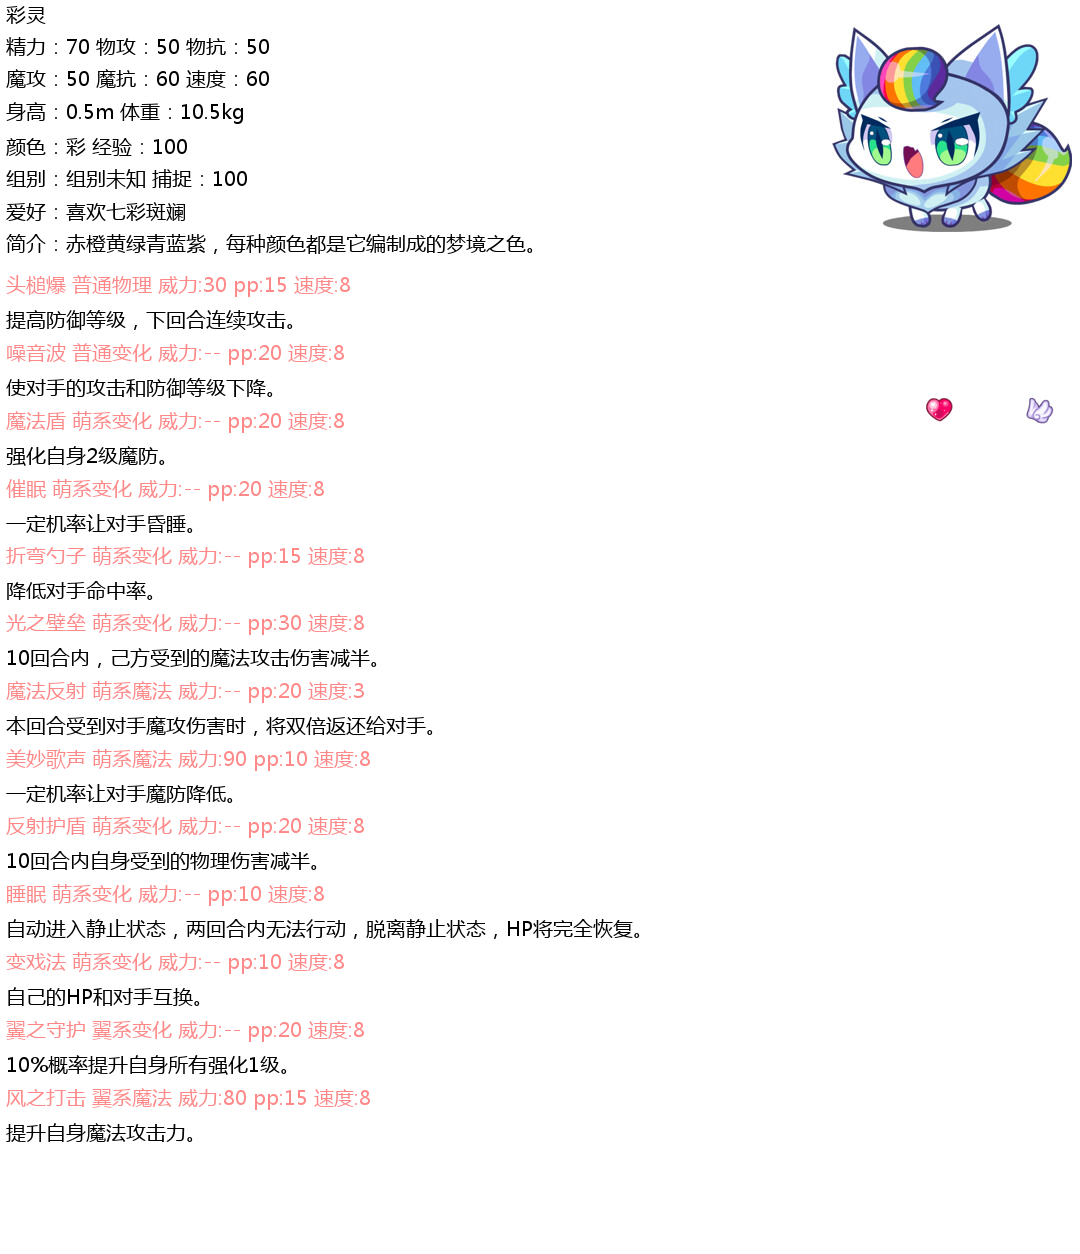 彩灵
精力：70 物攻：50 物抗：50
魔攻：50 魔抗：60 速度：60
身高：0.5m 体重：10.5kg
颜色：彩 经验：100
组别：组别未知 捕捉：100
爱好：喜欢七彩斑斓
简介：赤橙黄绿青蓝紫，每种颜色都是它编制成的梦境之色。
头槌爆 普通物理 威力:30 pp:15 速度:8
提高防御等级，下回合连续攻击。
噪音波 普通变化 威力:-- pp:20 速度:8
使对手的攻击和防御等级下降。
魔法盾 萌系变化 威力:-- pp:20 速度:8
强化自身2级魔防。
催眠 萌系变化 威力:-- pp:20 速度:8
一定机率让对手昏睡。
折弯勺子 萌系变化 威力:-- pp:15 速度:8
降低对手命中率。
光之壁垒 萌系变化 威力:-- pp:30 速度:8
10回合内，己方受到的魔法攻击伤害减半。
魔法反射 萌系魔法 威力:-- pp:20 速度:3
本回合受到对手魔攻伤害时，将双倍返还给对手。
美妙歌声 萌系魔法 威力:90 pp:10 速度:8
一定机率让对手魔防降低。
反射护盾 萌系变化 威力:-- pp:20 速度:8
10回合内自身受到的物理伤害减半。
睡眠 萌系变化 威力:-- pp:10 速度:8
自动进入静止状态，两回合内无法行动，脱离静止状态，HP将完全恢复。
变戏法 萌系变化 威力:-- pp:10 速度:8
自己的HP和对手互换。
翼之守护 翼系变化 威力:-- pp:20 速度:8
10%概率提升自身所有强化1级。
风之打击 翼系魔法 威力:80 pp:15 速度:8
提升自身魔法攻击力。